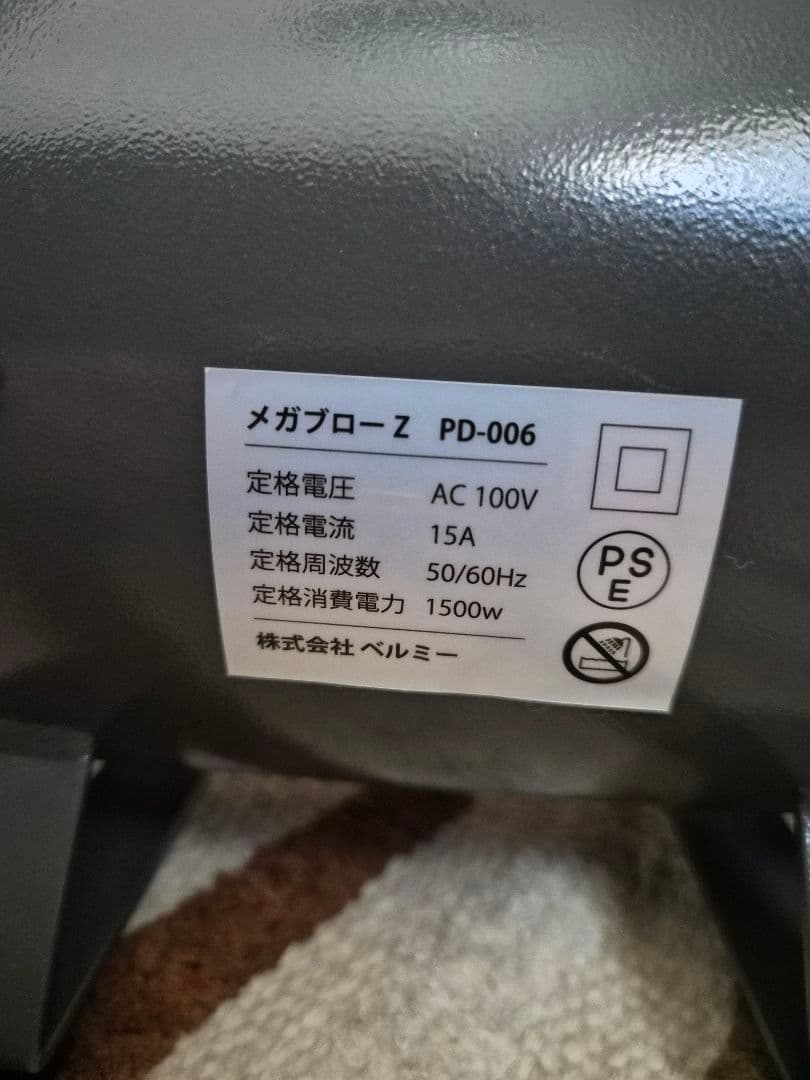 メガブローZ PD-006
定格電圧 AC 100V
定格電流 15A
定格周波数 50/60Hz
定格消費電力 1500w
株式会社 ベルミー
PS
E